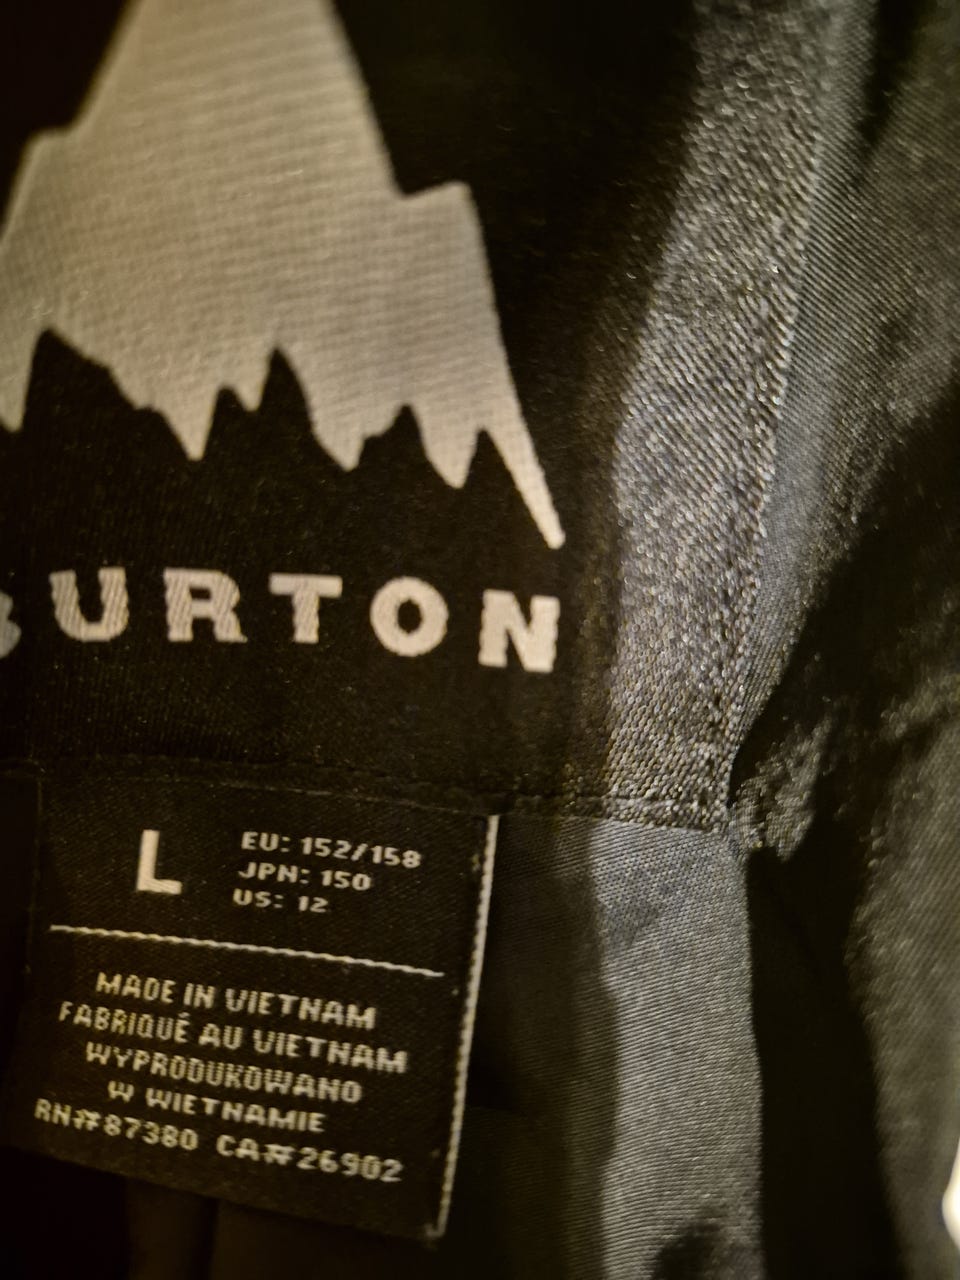 BURTON
L
EU: 152/158
JPN: 150
US: 12
MADE IN VIETNAM
FABRIQUÉ AU VIETNAM
WYPRODUKOWANO
W WIETNAMIE
RN#87380 CA#26902